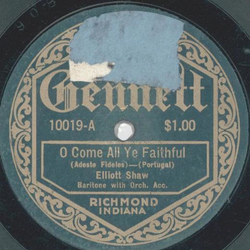 Gennett
10019-A $1.00
O Come All Ye Faithful
(Adeste Fideles)—(Portugal)
Elliott Shaw
Baritone with Orch. Acc.
RICHMOND
INDIANA